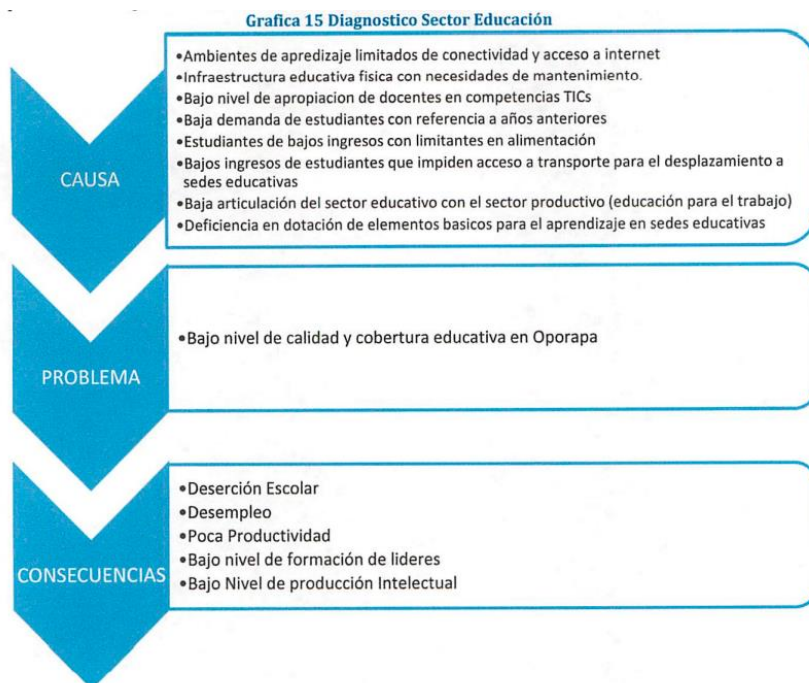 Grafica 15 Diagnostico Sector Educación
CAUSA
•Ambientes de apredizaje limitados de conectividad y acceso a internet
•Infraestructura educativa fisica con necesidades de mantenimiento.
•Bajo nivel de apropiacion de docentes en competencias TICs
•Baja demanda de estudiantes con referencia a años anteriores
•Estudiantes de bajos ingresos con limitantes en alimentación
•Bajos ingresos de estudiantes que impiden acceso a transporte para el desplazamiento a
sedes educativas
•Baja articulación del sector educativo con el sector productivo (educación para el trabajo)
•Deficiencia en dotación de elementos basicos para el aprendizaje en sedes educativas
PROBLEMA
•Bajo nivel de calidad y cobertura educativa en Oporapa
CONSECUENCIAS
•Deserción Escolar
•Desempleo
•Poca Productividad
•Bajo nivel de formación de lideres
•Bajo Nivel de producción Intelectual